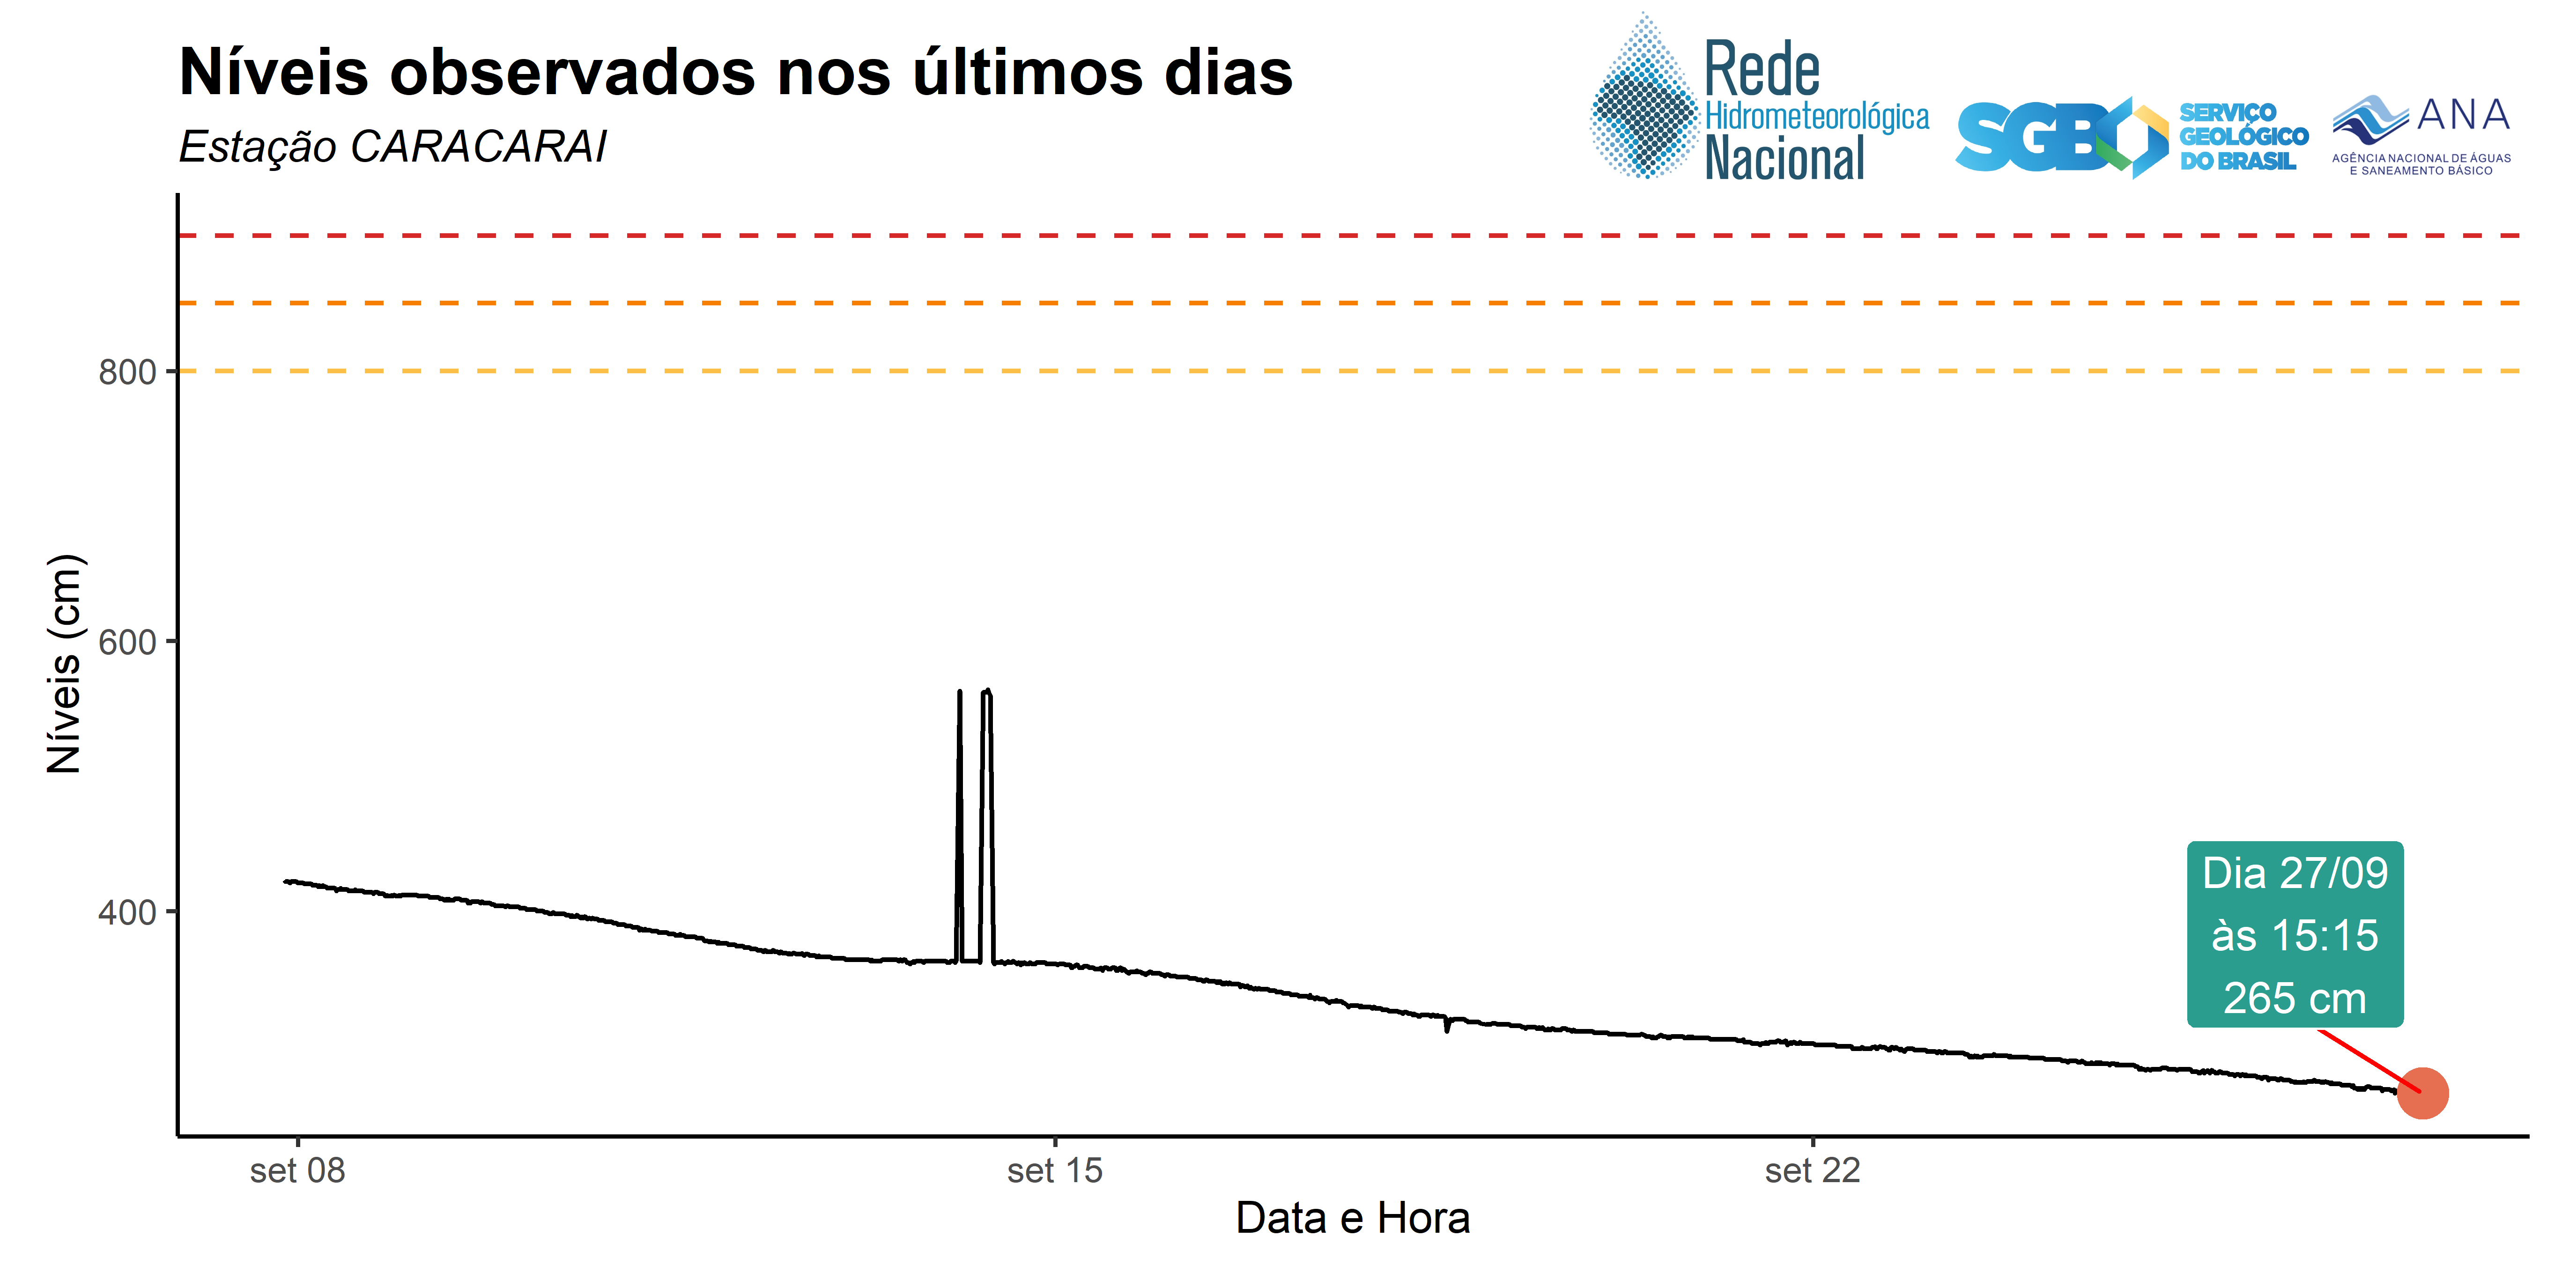 Níveis observados nos últimos dias
Estação CARACARAI
Rede
Hidrometeorológica
Nacional
SGB
SERVIÇO
GEOLÓGICO
DO BRASIL
ANA
AGÊNCIA NACIONAL DE ÁGUAS
E SANEAMENTO BÁSICO
Níveis (cm)
800
600
400
Dia 27/09
às 15:15
265 cm
set 08
set 15
set 22
Data e Hora